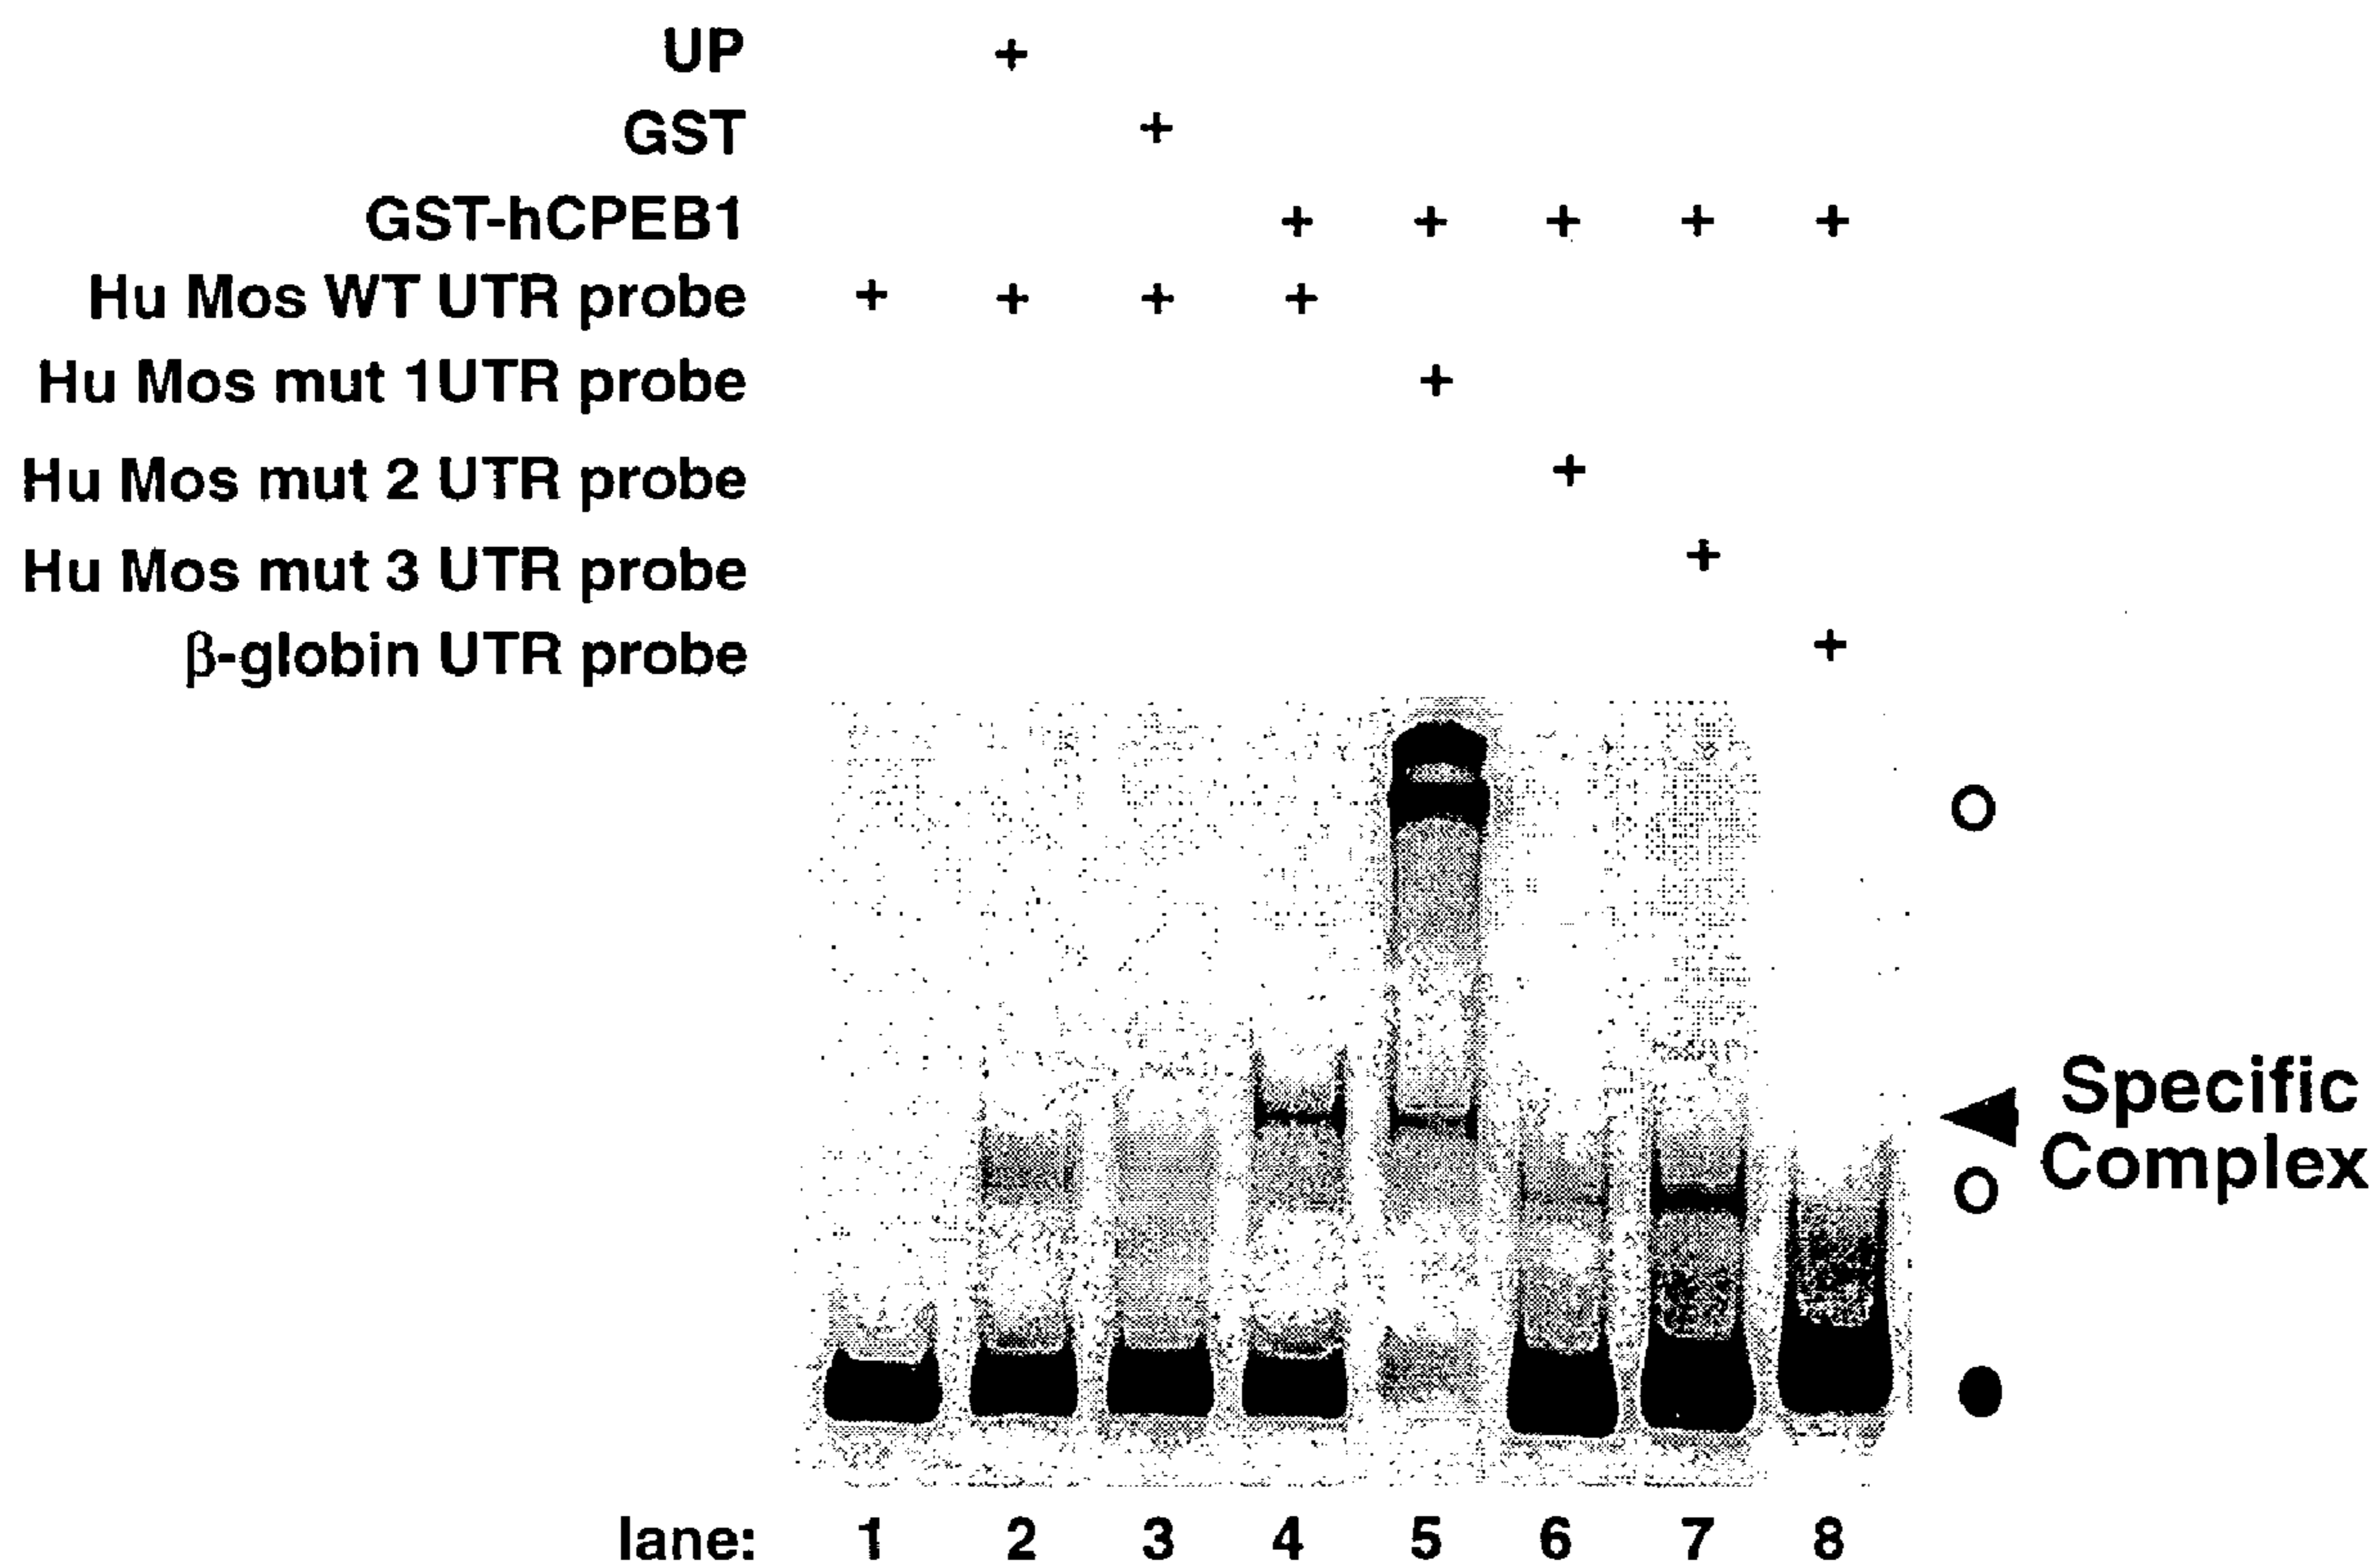 UP +
GST +
GST-hCPEB1 + + + + +
Hu Mos WT UTR probe + + + +
Hu Mos mut 1UTR probe +
Hu Mos mut 2 UTR probe +
Hu Mos mut 3 UTR probe +
β-globin UTR probe +
Specific
Complex
lane: 1 2 3 4 5 6 7 8